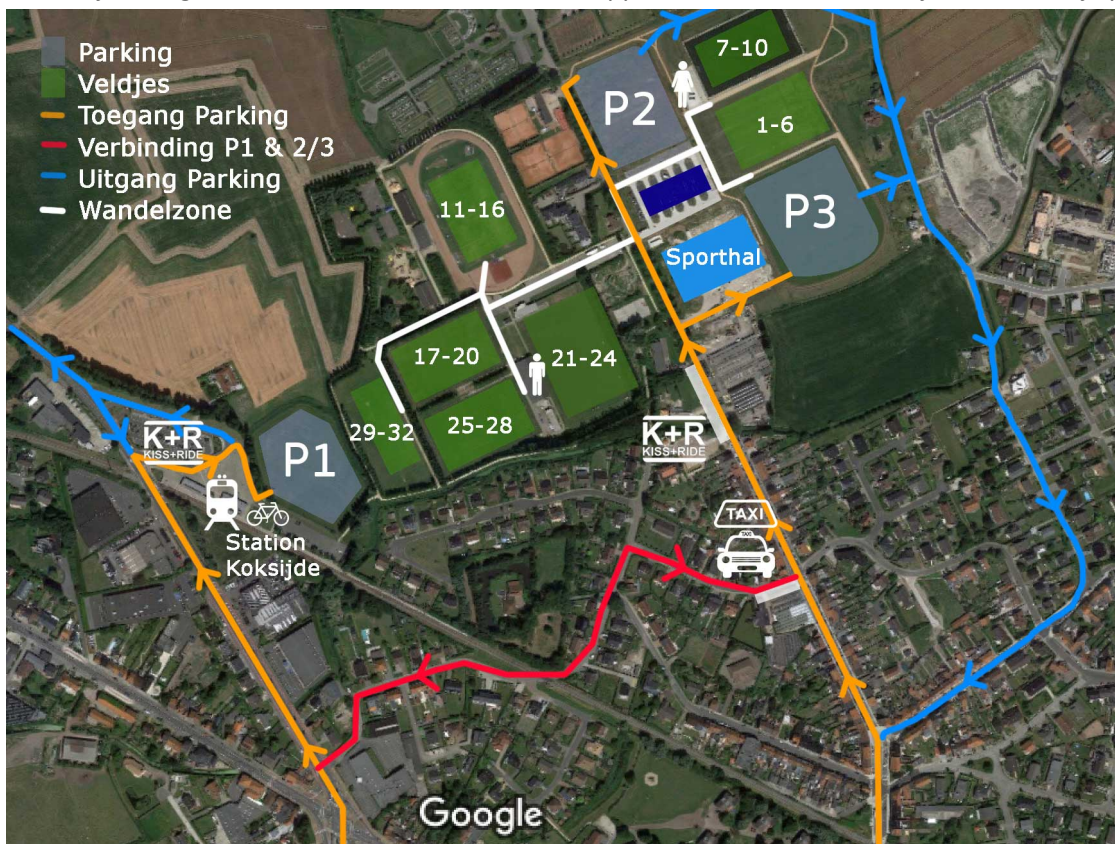 Parking
Veldjes
Toegang Parking
Verbinding P1 & 2/3
Uitgang Parking
Wandelzone
7-10
P2
1-6
11-16
P3
Sporthal
17-20
21-24
29-32
25-28
K+R
KISS+RIDE
K+R
KISS+RIDE
P1
TAXI
TAXI
Station
Koksijde
Google